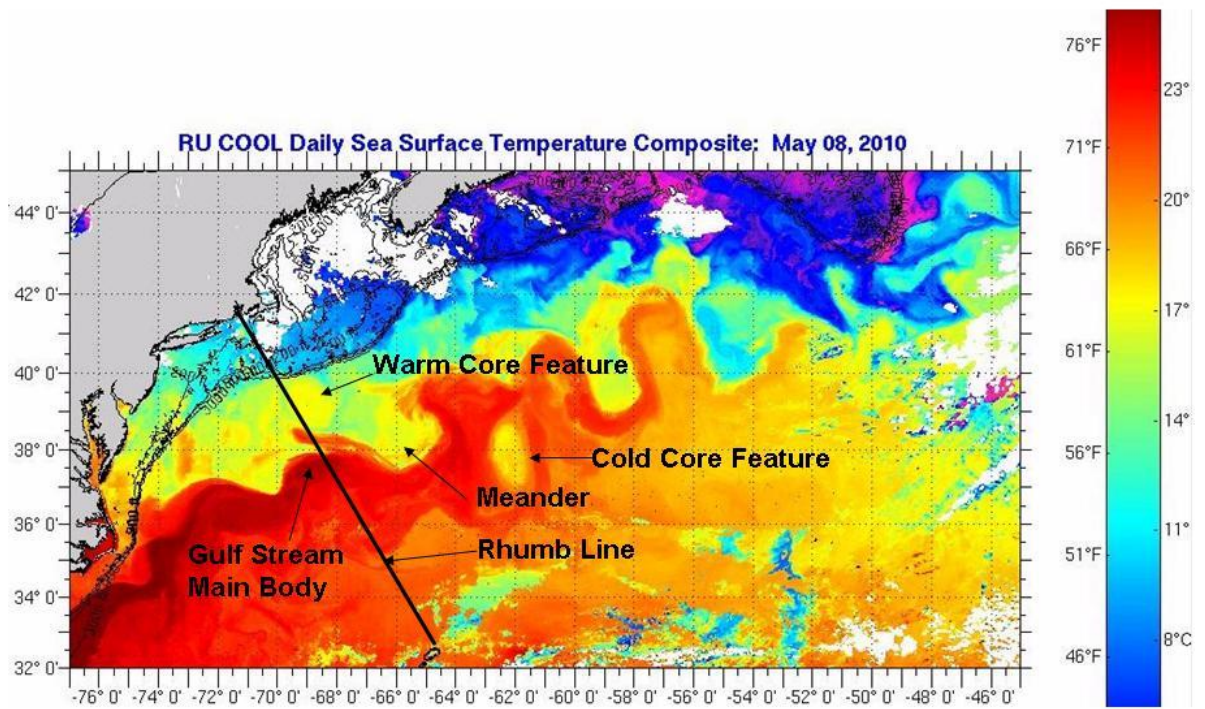 RU COOL Daily Sea Surface Temperature Composite: May 08, 2010
44° 0'
42° 0'
40° 0'
38° 0'
36° 0'
34° 0'
32° 0'
Warm Core Feature
Cold Core Feature
Meander
Gulf Stream
Main Body
Rhumb Line
-76° 0' -74° 0' -72° 0' -70° 0' -68° 0' -66° 0' -64° 0' -62° 0' -60° 0' -58° 0' -56° 0' -54° 0' -52° 0' -50° 0' -48° 0' -46° 0'
76°F
71°F
66°F
61°F
56°F
51°F
46°F
23°
20°
17°
14°
11°
8°C